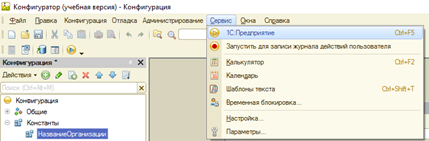 Конфигуратор (учебная версия) - Конфигурация
Файл Правка Конфигурация Отладка Администрирование Сервис Окна Справка
1С:Предприятие Ctrl+F5
Запустить для записи журнала действий пользователя
Калькулятор Ctrl+F2
Календарь
Шаблоны текста Ctrl+Shift+T
Временная блокировка...
Настройка...
Параметры...
Конфигурация *
Действия
Поиск (Ctrl+Alt+M)
Конфигурация
Общие
Константы
НазваниеОрганизации